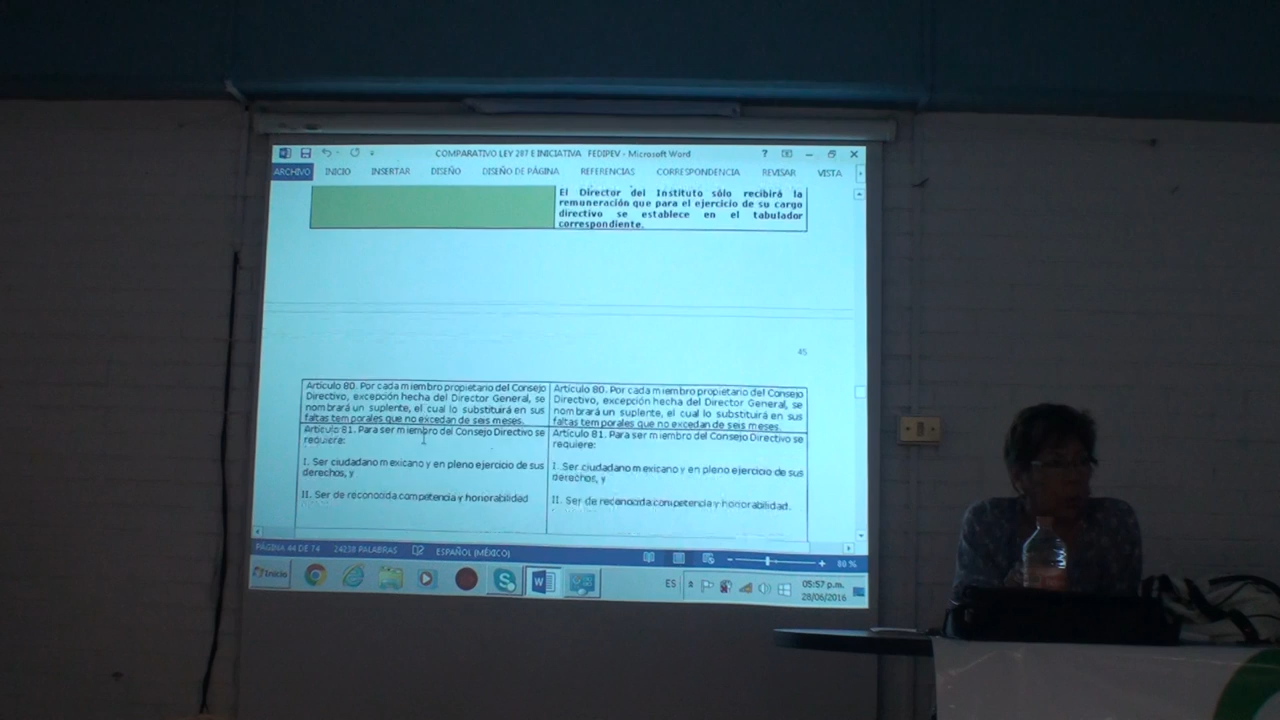 COMPARATIVO LEY 287 E INICIATIVA FEDIPEV - Microsoft Word
ARCHIVO INICIO INSERTAR DISEÑO DISEÑO DE PÁGINA REFERENCIAS CORRESPONDENCIA REVISAR VISTA
El Director del Instituto sólo recibirá la
remuneración que para el ejercicio de su cargo
directivo se establece en el tabulador
correspondiente.
45
Artículo 80. Por cada miembro propietario del Consejo
Directivo, excepción hecha del Director General, se
nombrará un suplente, el cual lo substituirá en sus
faltas temporales que no excedan de seis meses.
Artículo 80. Por cada miembro propietario del Consejo
Directivo, excepción hecha del Director General, se
nombrará un suplente, el cual lo substituirá en sus
faltas temporales que no excedan de seis meses.
Artículo 81. Para ser miembro del Consejo Directivo se
requiere:
I. Ser ciudadano mexicano y en pleno ejercicio de sus
derechos, y
II. Ser de reconocida competencia y honorabilidad
Artículo 81. Para ser miembro del Consejo Directivo se
requiere:
I. Ser ciudadano mexicano y en pleno ejercicio de sus
derechos, y
II. Ser de reconocida competencia y honorabilidad.
PÁGINA 44 DE 74 24238 PALABRAS ESPAÑOL (MÉXICO) 80 %
Inicio ES 05:57 p.m.
28/06/2016